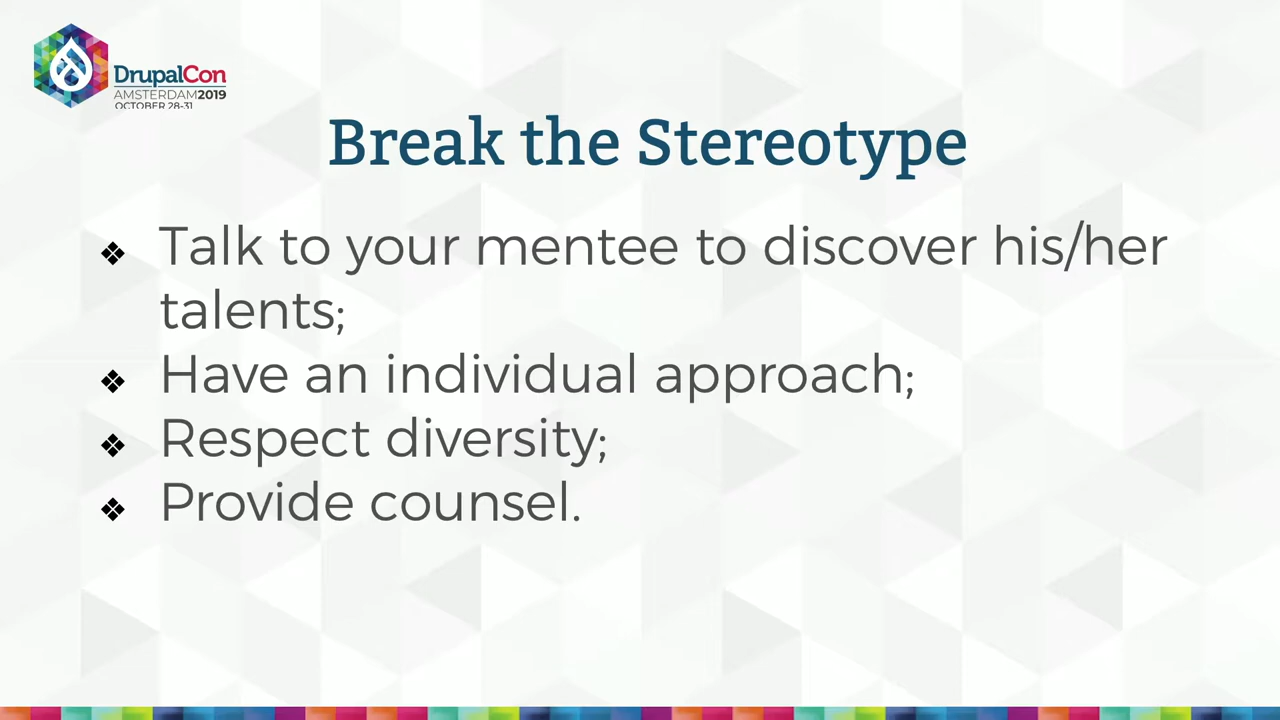 DrupalCon
AMSTERDAM2019
OCTOBER 28-31
Break the Stereotype
❖ Talk to your mentee to discover his/her
talents;
❖ Have an individual approach;
❖ Respect diversity;
❖ Provide counsel.